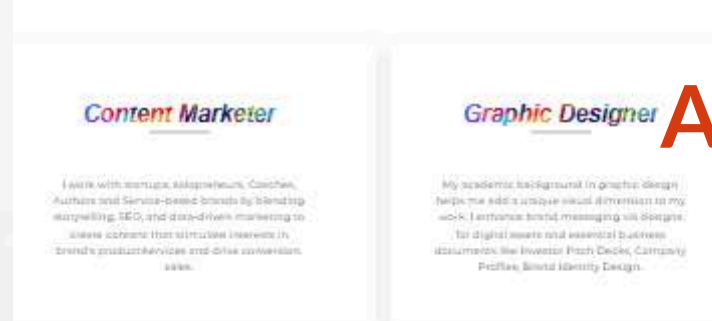 Content Marketer
I work with startups, solopreneurs, Coaches,
Authors and Service-based brands by blending
storytelling, SEO, and data-driven marketing to
create content that stimulates interests in
brand's product/services and drive conversion
sales.
Graphic Designer
My academic background in graphic design
helps me add a unique visual dimension to my
work. I enhance brand messaging via designs
for digital assets and essential business
documents like Investor Pitch Decks, Company
Profiles, Brand Identity Design.
A